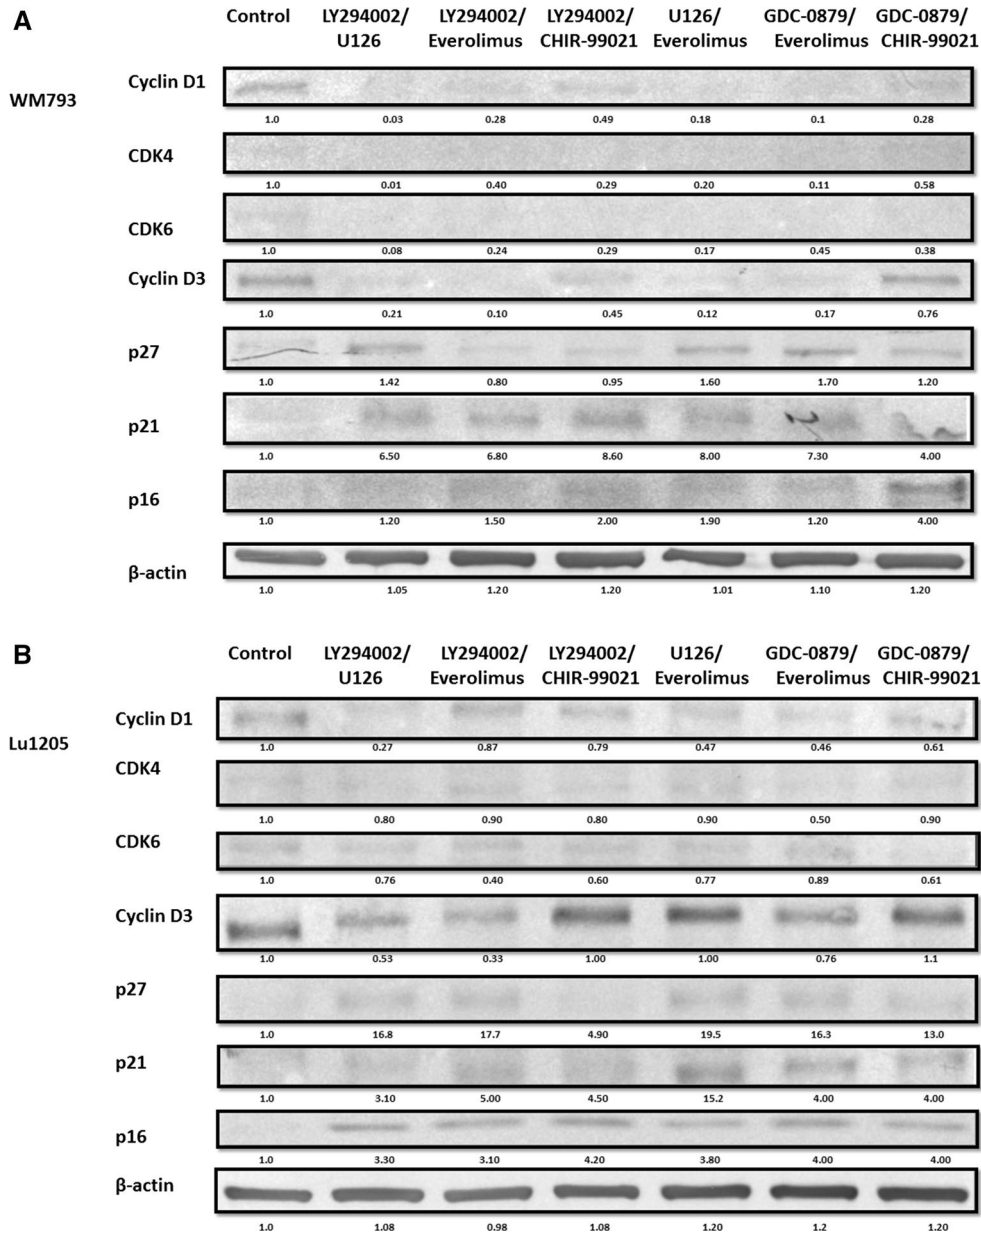 A
Control LY294002/ LY294002/ LY294002/ U126/ GDC-0879/ GDC-0879/
U126 Everolimus CHIR-99021 Everolimus Everolimus CHIR-99021
WM793
Cyclin D1
1.0 0.03 0.28 0.49 0.18 0.1 0.28
CDK4
1.0 0.01 0.40 0.29 0.20 0.11 0.58
CDK6
1.0 0.08 0.24 0.29 0.17 0.45 0.38
Cyclin D3
1.0 0.21 0.10 0.45 0.12 0.17 0.76
p27
1.0 1.42 0.80 0.95 1.60 1.70 1.20
p21
1.0 6.50 6.80 8.60 8.00 7.30 4.00
p16
1.0 1.20 1.50 2.00 1.90 1.20 4.00
β-actin
1.0 1.05 1.20 1.20 1.01 1.10 1.20
B
Control LY294002/ LY294002/ LY294002/ U126/ GDC-0879/ GDC-0879/
U126 Everolimus CHIR-99021 Everolimus Everolimus CHIR-99021
Lu1205
Cyclin D1
1.0 0.27 0.87 0.79 0.47 0.46 0.61
CDK4
1.0 0.80 0.90 0.80 0.90 0.50 0.90
CDK6
1.0 0.76 0.40 0.60 0.77 0.89 0.61
Cyclin D3
1.0 0.53 0.33 1.00 1.00 0.76 1.1
p27
1.0 16.8 17.7 4.90 19.5 16.3 13.0
p21
1.0 3.10 5.00 4.50 15.2 4.00 4.00
p16
1.0 3.30 3.10 4.20 3.80 4.00 4.00
β-actin
1.0 1.08 0.98 1.08 1.20 1.2 1.20